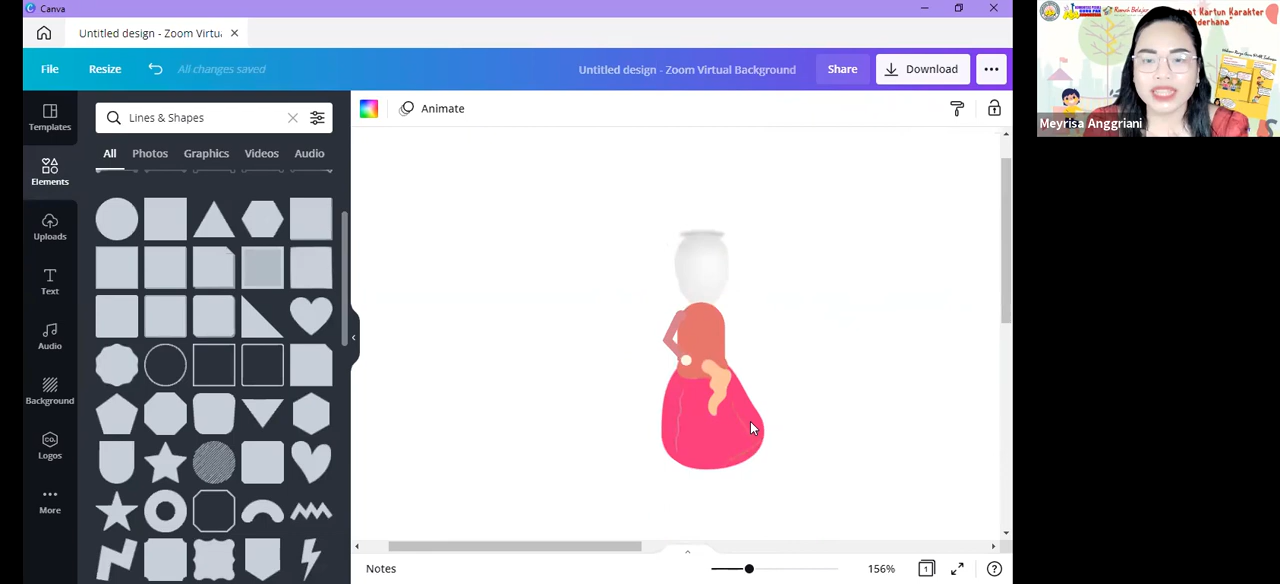 Canva
Untitled design - Zoom Virtu
File
Resize
All changes saved
Untitled design - Zoom Virtual Background
Share
Download
Templates
Elements
Uploads
Text
Audio
Background
CO.
Logos
More
Lines & Shapes
All
Photos
Graphics
Videos
Audio
Animate
Notes
156%
1
Meyrisa Anggriani
Kartun Karakter